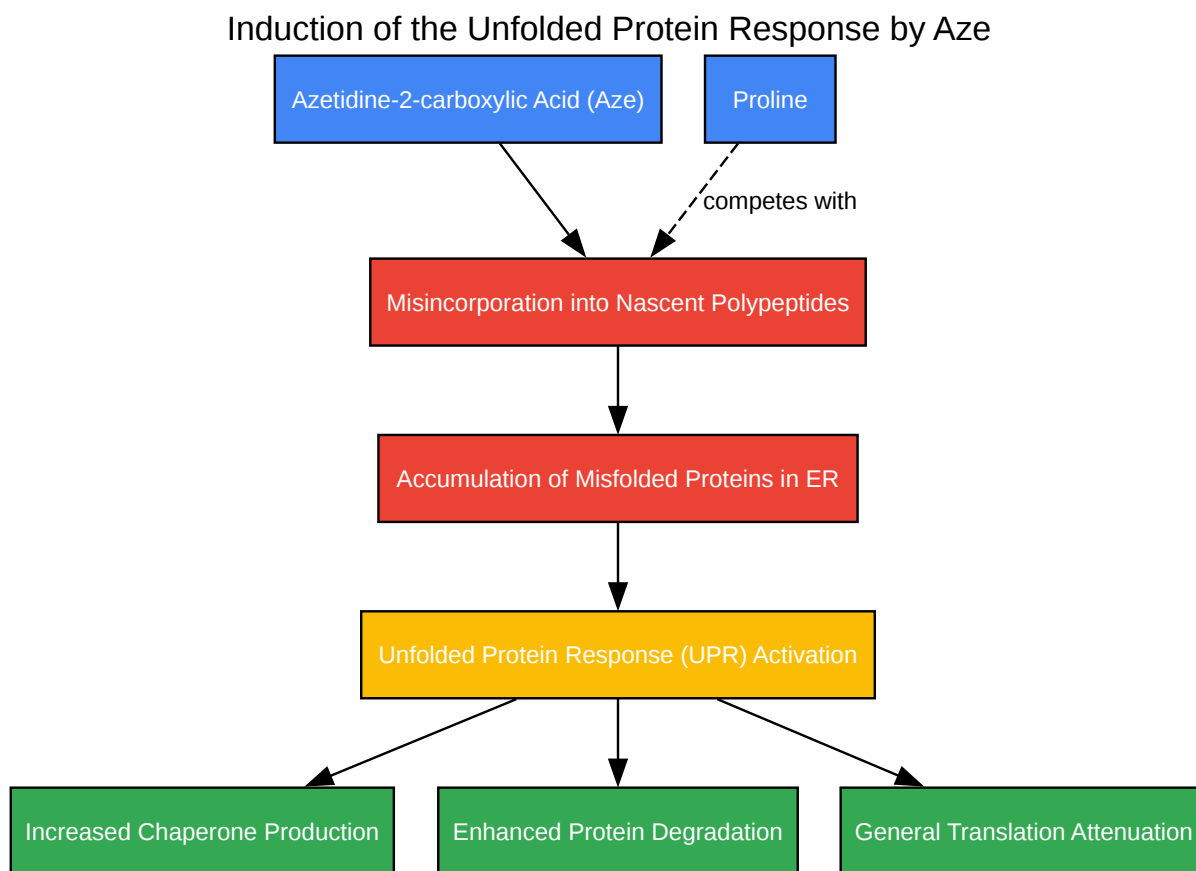 Induction of the Unfolded Protein Response by Aze
Azetidine-2-carboxylic Acid (Aze)
Proline
competes with
Misincorporation into Nascent Polypeptides
Accumulation of Misfolded Proteins in ER
Unfolded Protein Response (UPR) Activation
Increased Chaperone Production
Enhanced Protein Degradation
General Translation Attenuation